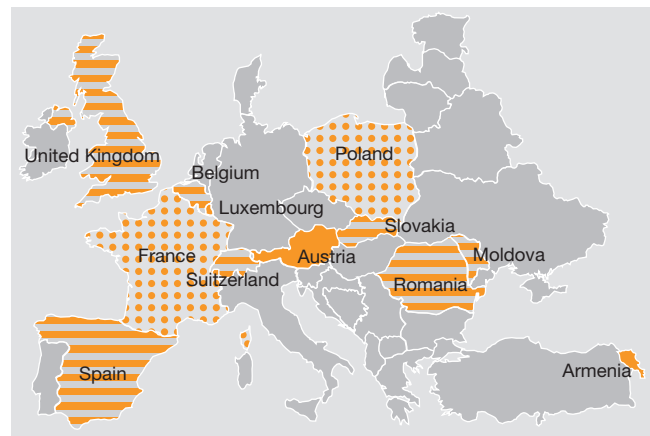 United Kingdom
Poland
Belgium
Luxembourg
Slovakia
France
Austria
Moldova
Suitzerland
Romania
Spain
Armenia